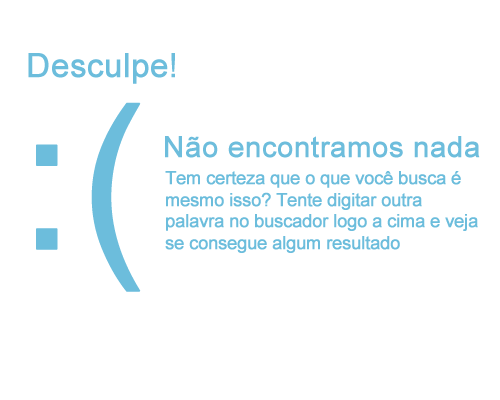 Desculpe!
:(
Não encontramos nada
Tem certeza que o que você busca é
mesmo isso? Tente digitar outra
palavra no buscador logo a cima e veja
se consegue algum resultado